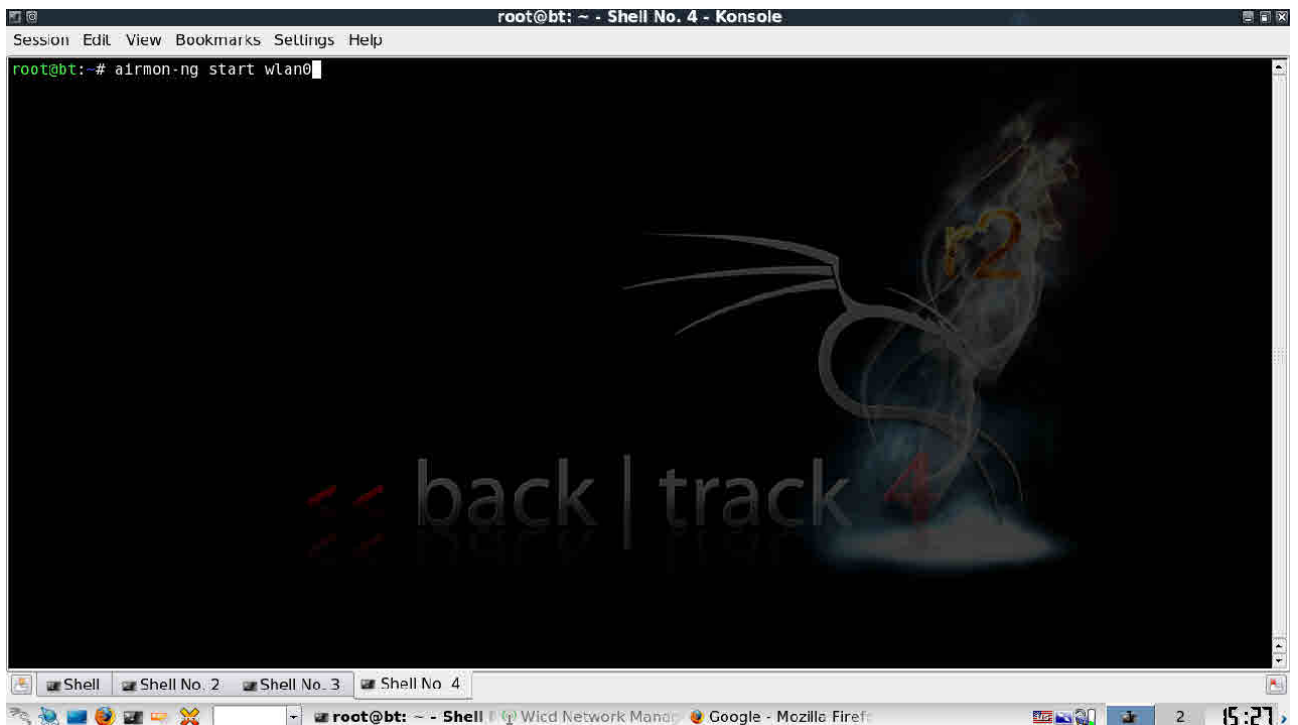 root@bt: ~ - Shell No. 4 - Konsole
Session Edit View Bookmarks Settings Help
root@bt:~# airmon-ng start wlan0
r2
<< back | track 4
Shell Shell No. 2 Shell No. 3 Shell No 4
root@bt: ~ - Shell Wicd Network Manag Google - Mozilla Firef 2 15:27